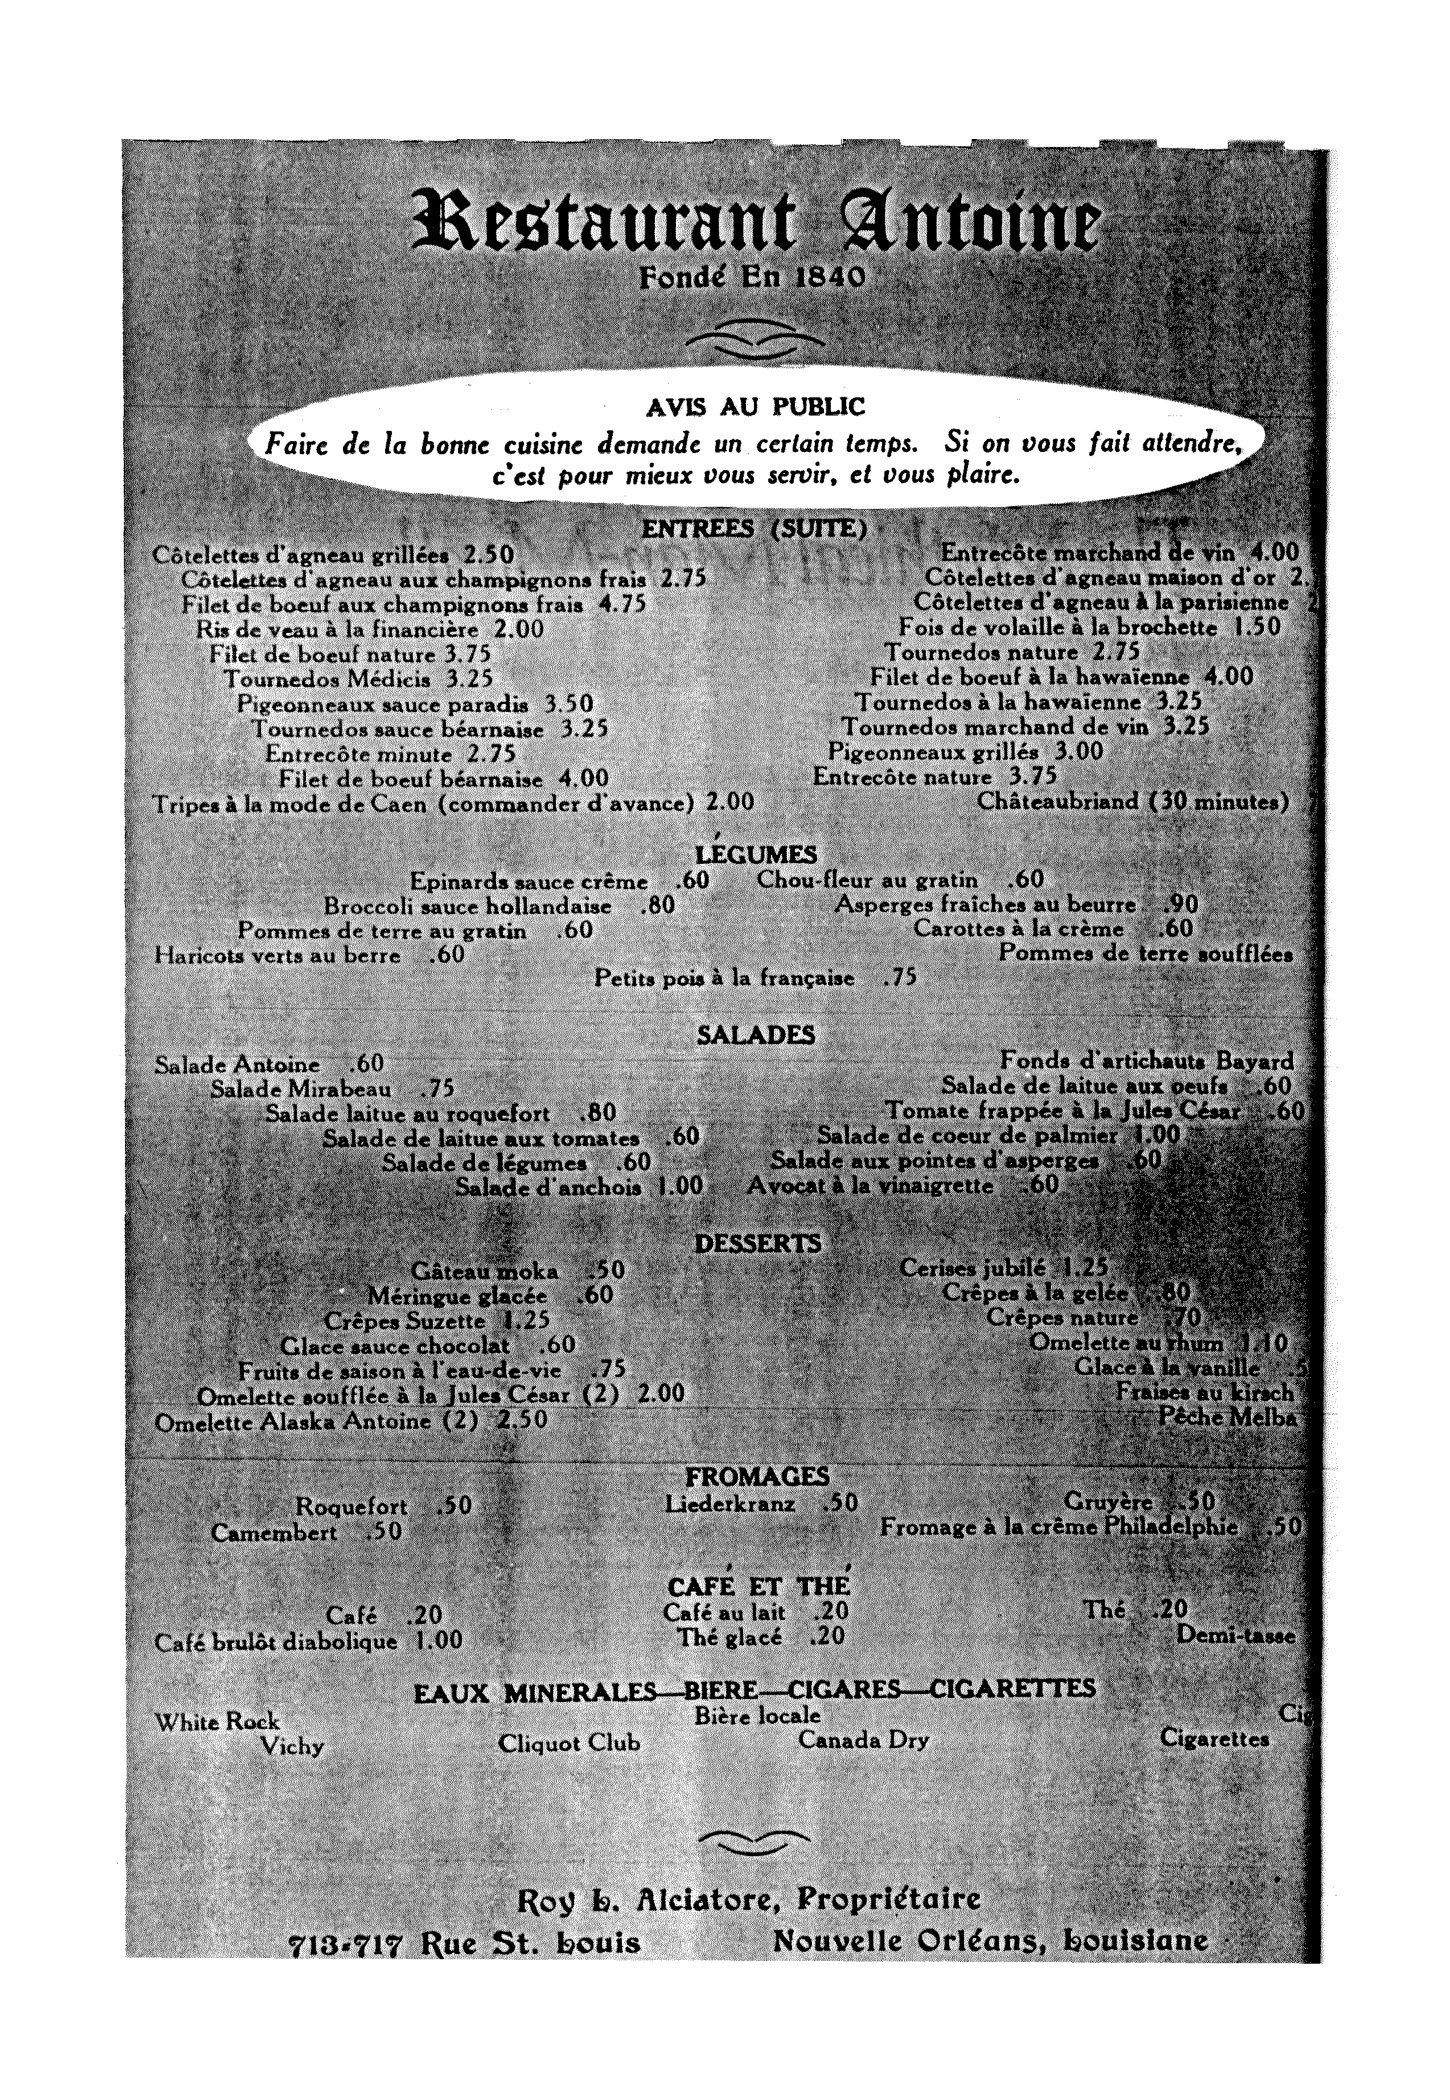 Restaurant Antoine
Fondé En 1840
AVIS AU PUBLIC
Faire de la bonne cuisine demande un certain temps. Si on vous fait attendre,
c'est pour mieux vous servir, et vous plaire.
ENTREES (SUITE)
Côtelettes d'agneau grillées 2.50 Entrecôte marchand de vin 4.00
Côtelettes d'agneau aux champignons frais 2.75 Côtelettes d'agneau maison d'or 2.
Filet de boeuf aux champignons frais 4.75 Côtelettes d'agneau à la parisienne
Ris de veau à la financière 2.00 Fois de volaille à la brochette 1.50
Filet de boeuf nature 3.75 Tournedos nature 2.75
Tournedos Médicis 3.25 Filet de boeuf à la hawaïenne 4.00
Pigeonneaux sauce paradis 3.50 Tournedos à la hawaïenne 3.25
Tournedos sauce béarnaise 3.25 Tournedos marchand de vin 3.25
Entrecôte minute 2.75 Pigeonneaux grillés 3.00
Filet de boeuf béarnaise 4.00 Entrecôte nature 3.75
Tripes à la mode de Caen (commander d'avance) 2.00 Châteaubriand (30 minutes)
LÉGUMES
Epinards sauce crême .60 Chou-fleur au gratin .60
Broccoli sauce hollandaise .80 Asperges fraîches au beurre .90
Pommes de terre au gratin .60 Carottes à la crème .60
Haricots verts au berre .60 Pommes de terre soufflées
Petits pois à la française .75
SALADES
Salade Antoine .60 Fonds d'artichauts Bayard
Salade Mirabeau .75 Salade de laitue aux oeufs .60
Salade laitue au roquefort .80 Tomate frappée à la Jules César .60
Salade de laitue aux tomates .60 Salade de coeur de palmier 1.00
Salade de légumes .60 Salade aux pointes d'asperges .60
Salade d'anchois 1.00 Avocat à la vinaigrette .60
DESSERTS
Gâteau moka .50 Cerises jubilé 1.25
Méringue glacée .60 Crêpes à la gelée .80
Crêpes Suzette 1.25 Crêpes nature .70
Glace sauce chocolat .60 Omelette au rhum 1.10
Fruits de saison à l'eau-de-vie .75 Glace à la vanille .5
Omelette soufflée à la Jules César (2) 2.00 Fraises au kirsch
Omelette Alaska Antoine (2) 2.50 Pêche Melba
FROMAGES
Roquefort .50 Liederkranz .50 Gruyère .50
Camembert .50 Fromage à la crême Philadelphie .50
CAFÉ ET THÉ
Café .20 Café au lait .20 Thé .20
Café brulôt diabolique 1.00 Thé glacé .20 Demi-tasse
EAUX MINERALES—BIERE—CIGARES—CIGARETTES
White Rock Bière locale Cig
Vichy Cliquot Club Canada Dry Cigarettes
Roy L. Alciatore, Propriétaire
713-717 Rue St. Louis Nouvelle Orléans, Louisiane